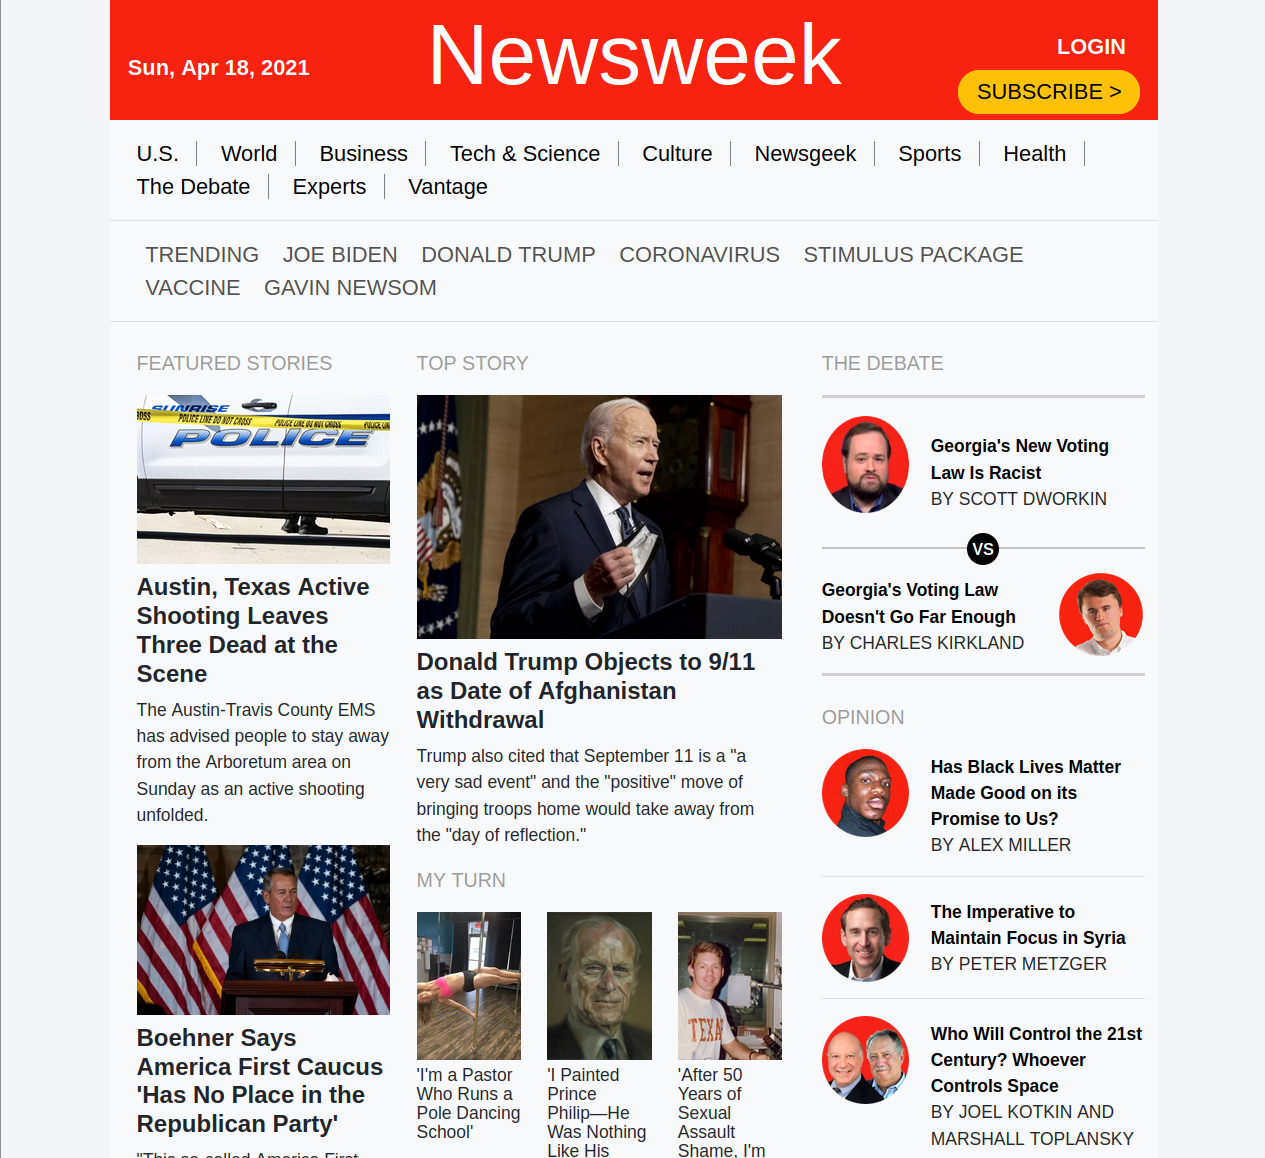 Newsweek
Sun, Apr 18, 2021
LOGIN
SUBSCRIBE >
U.S. World Business Tech & Science Culture Newsgeek Sports Health
The Debate Experts Vantage
TRENDING JOE BIDEN DONALD TRUMP CORONAVIRUS STIMULUS PACKAGE
VACCINE GAVIN NEWSOM
FEATURED STORIES
SUNRISE
POLICE LINE DO NOT CROSS POLICE LINE DO NOT CROSS
POLICE
Austin, Texas Active
Shooting Leaves
Three Dead at the
Scene
The Austin-Travis County EMS
has advised people to stay away
from the Arboretum area on
Sunday as an active shooting
unfolded.
Boehner Says
America First Caucus
'Has No Place in the
Republican Party'
"This so-called America First
TOP STORY
Donald Trump Objects to 9/11
as Date of Afghanistan
Withdrawal
Trump also cited that September 11 is a "a
very sad event" and the "positive" move of
bringing troops home would take away from
the "day of reflection."
MY TURN
'I'm a Pastor
Who Runs a
Pole Dancing
School'
'I Painted
Prince
Philip—He
Was Nothing
Like His
TEXA
'After 50
Years of
Sexual
Assault
Shame, I'm
THE DEBATE
Georgia's New Voting
Law Is Racist
BY SCOTT DWORKIN
VS
Georgia's Voting Law
Doesn't Go Far Enough
BY CHARLES KIRKLAND
OPINION
Has Black Lives Matter
Made Good on its
Promise to Us?
BY ALEX MILLER
The Imperative to
Maintain Focus in Syria
BY PETER METZGER
Who Will Control the 21st
Century? Whoever
Controls Space
BY JOEL KOTKIN AND
MARSHALL TOPLANSKY